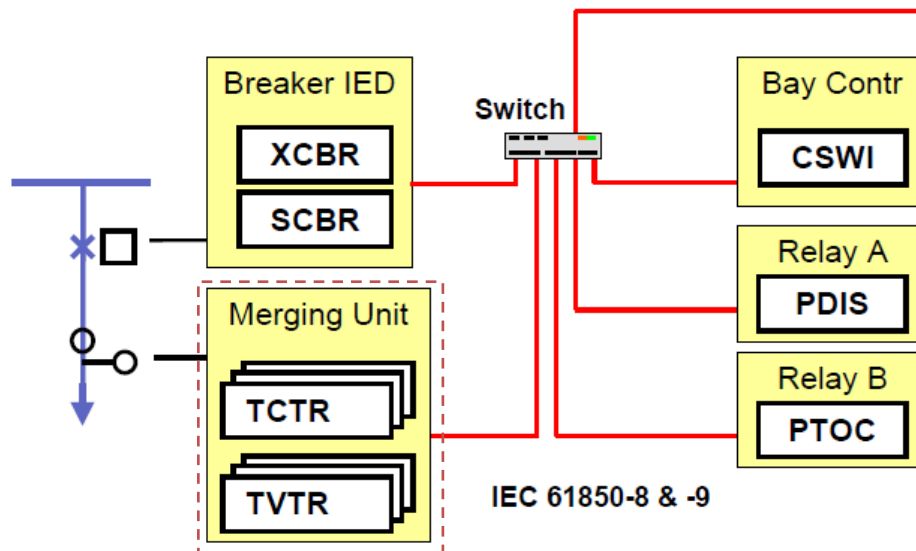 Breaker IED
XCBR
SCBR
Switch
Bay Contr
CSWI
Relay A
PDIS
Merging Unit
TCTR
TVTR
Relay B
PTOC
IEC 61850-8 & -9